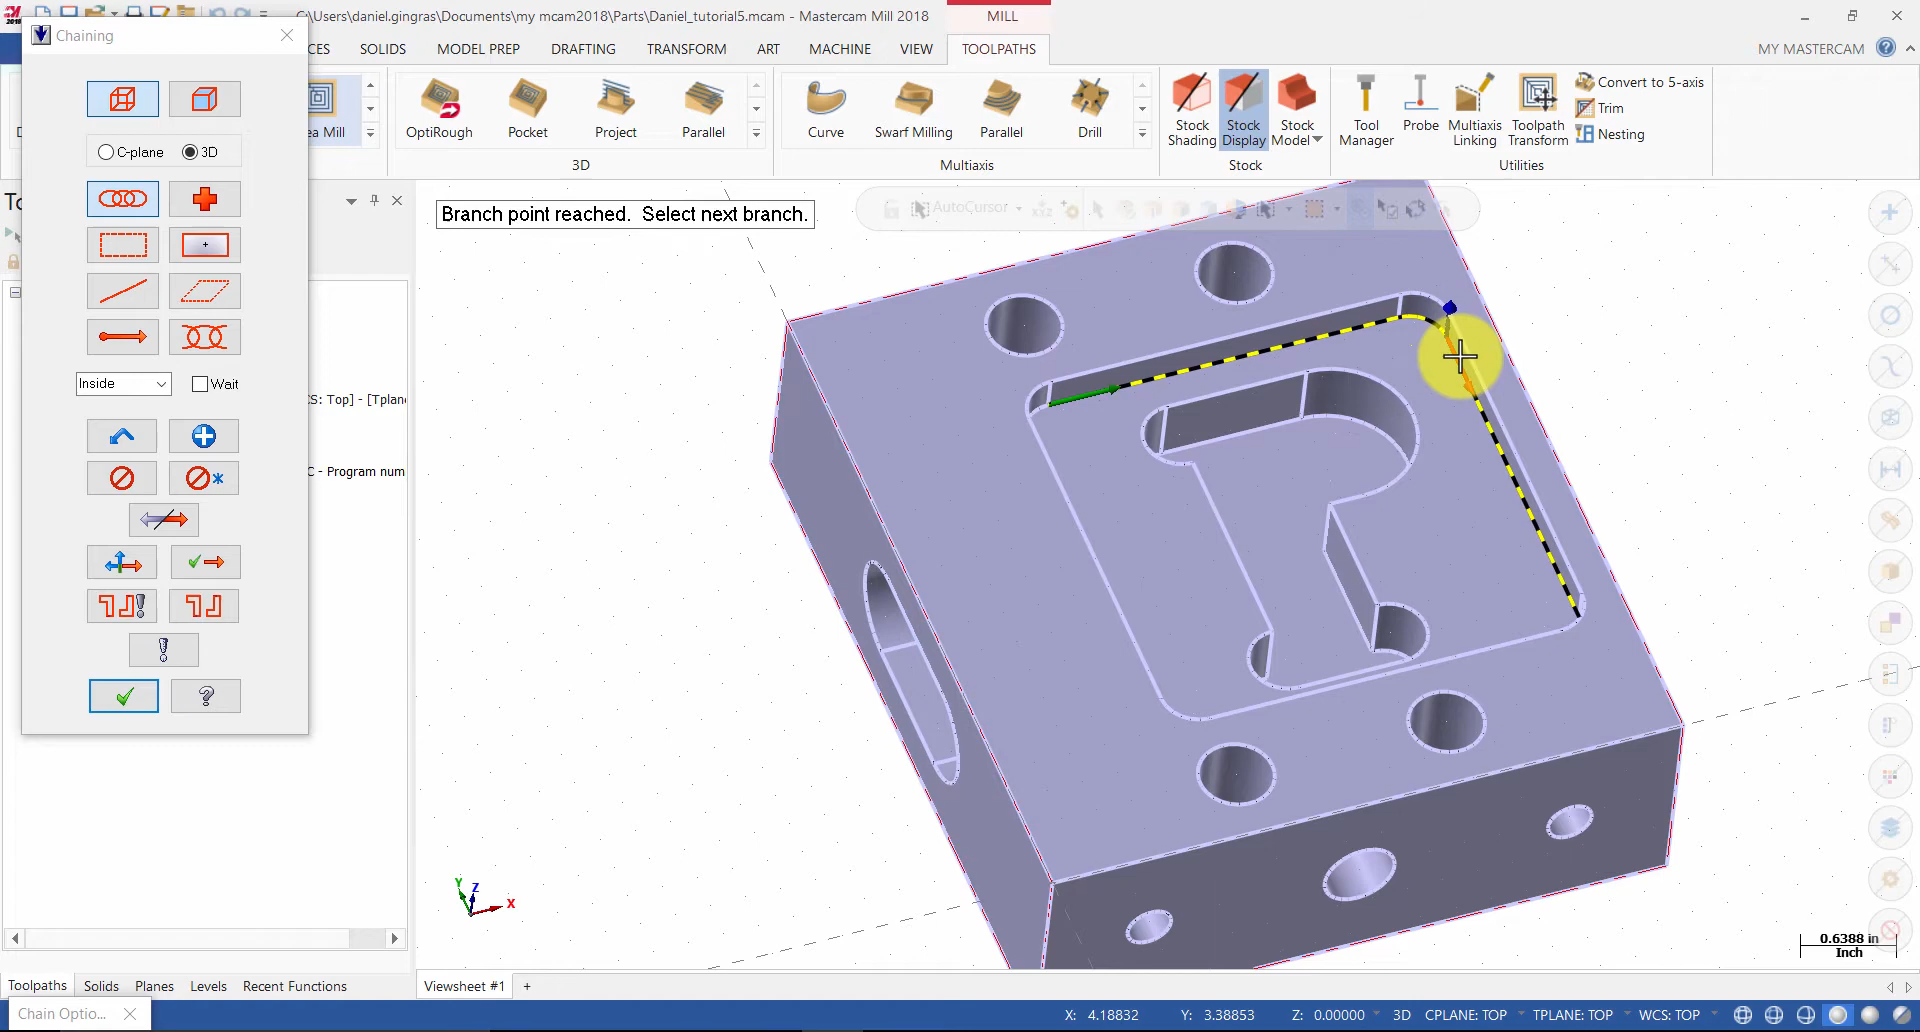 C:\Users\daniel.gingras\Documents\my mcam2018\Parts\Daniel_tutorial5.mcam - Mastercam Mill 2018
MILL
Chaining
CES
SOLIDS
MODEL PREP
DRAFTING
TRANSFORM
ART
MACHINE
VIEW
TOOLPATHS
MY MASTERCAM
ea Mill
OptiRough
Pocket
Project
Parallel
3D
Curve
Swarf Milling
Parallel
Drill
Multiaxis
Stock Shading
Stock Display
Stock Model
Stock
Tool Manager
Probe
Multiaxis Linking
Toolpath Transform
Convert to 5-axis
Trim
Nesting
Utilities
C-plane
3D
Inside
Wait
Branch point reached.  Select next branch.
AutoCursor
CS: Top] - [Tplane
C - Program num
Y
Z
X
0.6388 in
Inch
Toolpaths
Solids
Planes
Levels
Recent Functions
Viewsheet #1
+
Chain Optio...
X: 4.18832
Y: 3.38853
Z: 0.00000
3D
CPLANE: TOP
TPLANE: TOP
WCS: TOP